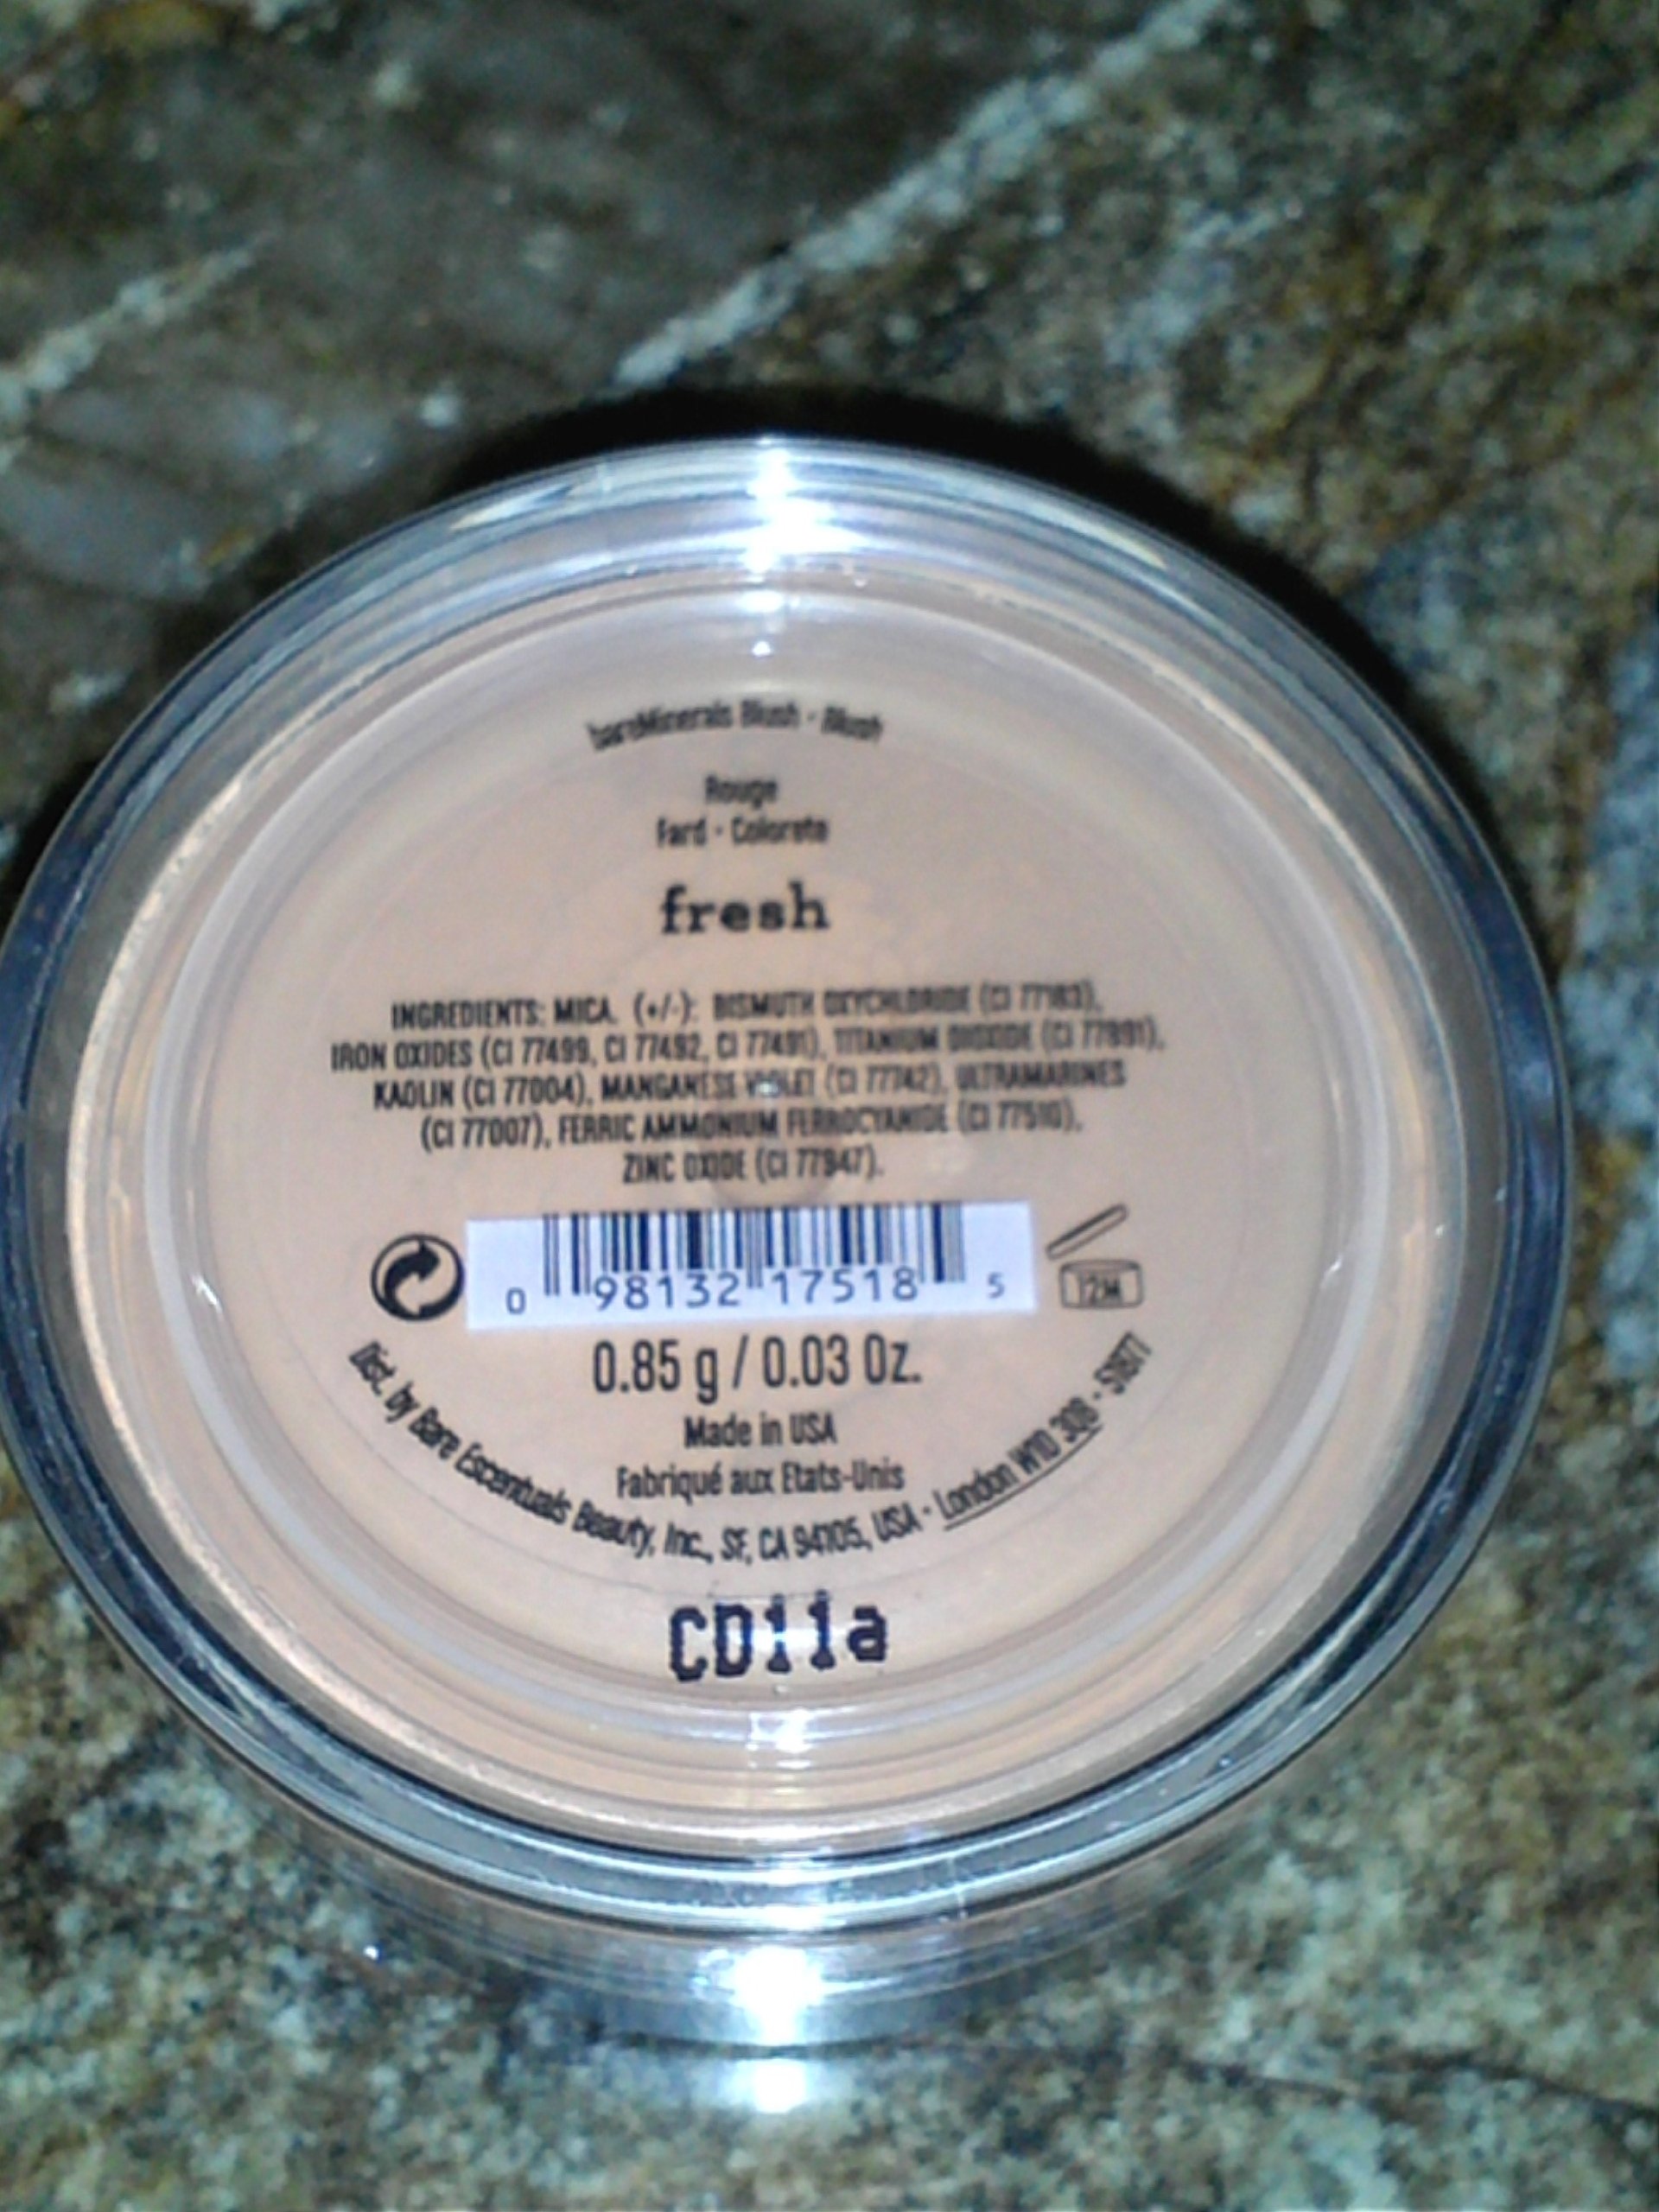 bareMinerals Blush · Blush
Rouge
Fard · Colorete
fresh
INGREDIENTS: MICA. (+/-): BISMUTH OXYCHLORIDE (CI 77163),
IRON OXIDES (CI 77499, CI 77492, CI 77491), TITANIUM DIOXIDE (CI 77891),
KAOLIN (CI 77004), MANGANESE VIOLET (CI 77742), ULTRAMARINES
(CI 77007), FERRIC AMMONIUM FERROCYANIDE (CI 77510),
ZINC OXIDE (CI 77947).
0 98132 17518 5
12M
0.85 g / 0.03 Oz.
Made in USA
Fabriqué aux Etats-Unis
Dist. by Bare Escentuals Beauty, Inc., SF, CA 94105, USA · London W10 3QB · 51877
CD11a